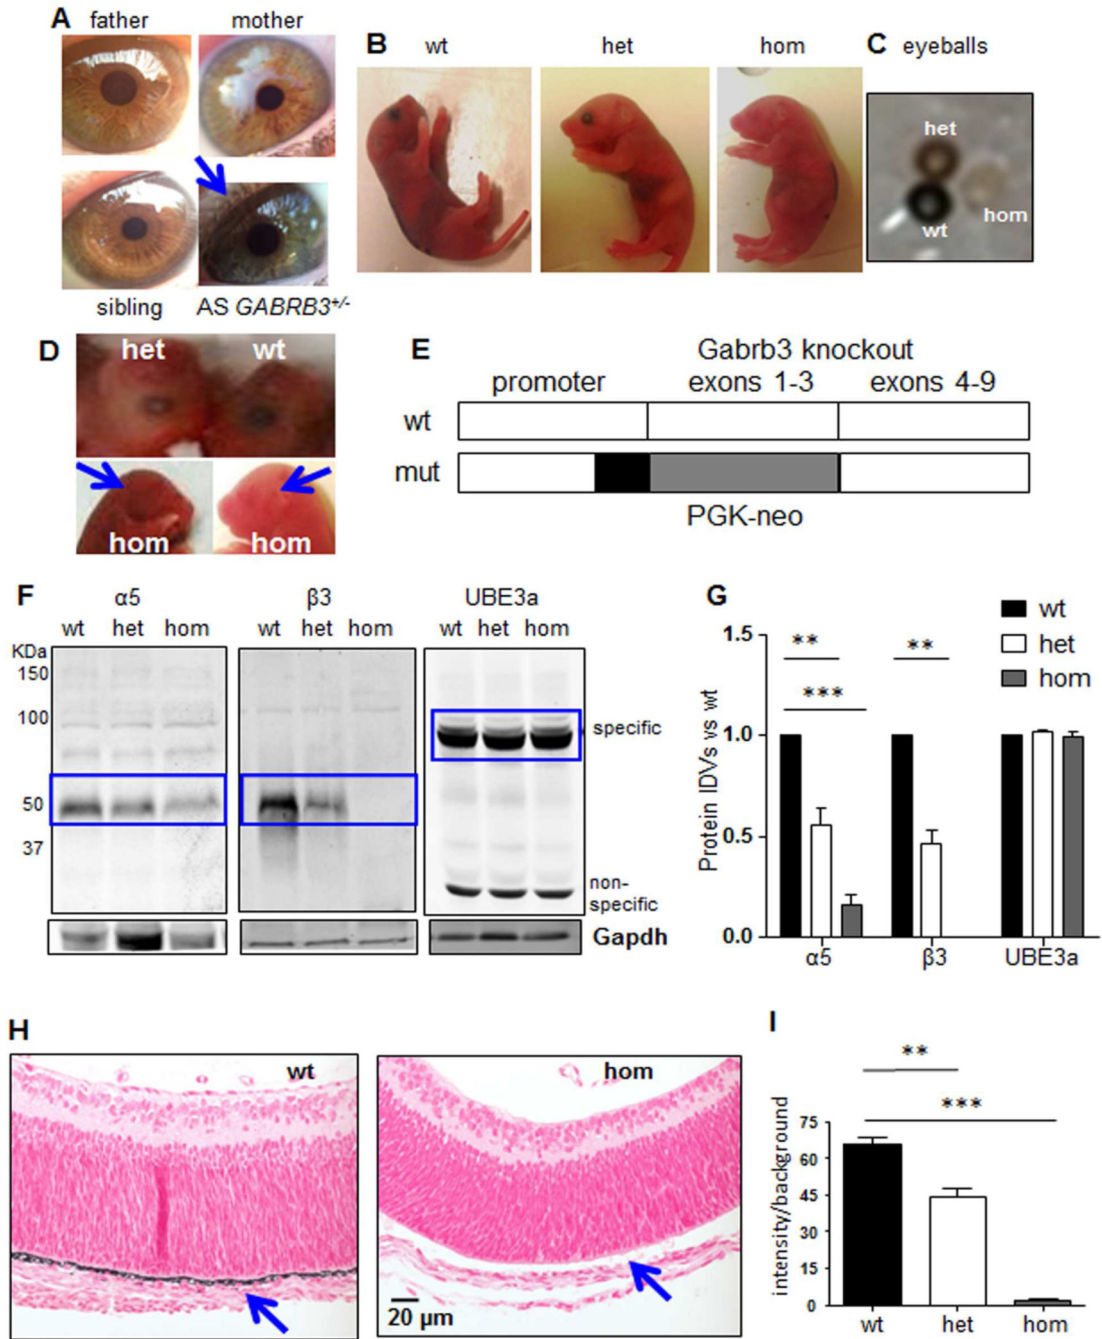 A
father mother
sibling AS GABRB3+/-
B
wt het hom
C eyeballs
het
wt
hom
D
het wt
hom hom
E
Gabrb3 knockout
promoter exons 1-3 exons 4-9
wt
mut
PGK-neo
F
α5 β3 UBE3a
wt het hom wt het hom wt het hom
KDa
150
100
50
37
specific
non-
specific
Gapdh
G
wt
het
hom
** **
***
Protein IDVs vs wt
1.5
1.0
0.5
0.0
α5 β3 UBE3a
H
wt
hom
20 µm
I
**
***
intensity/background
75
60
45
30
15
0
wt het hom